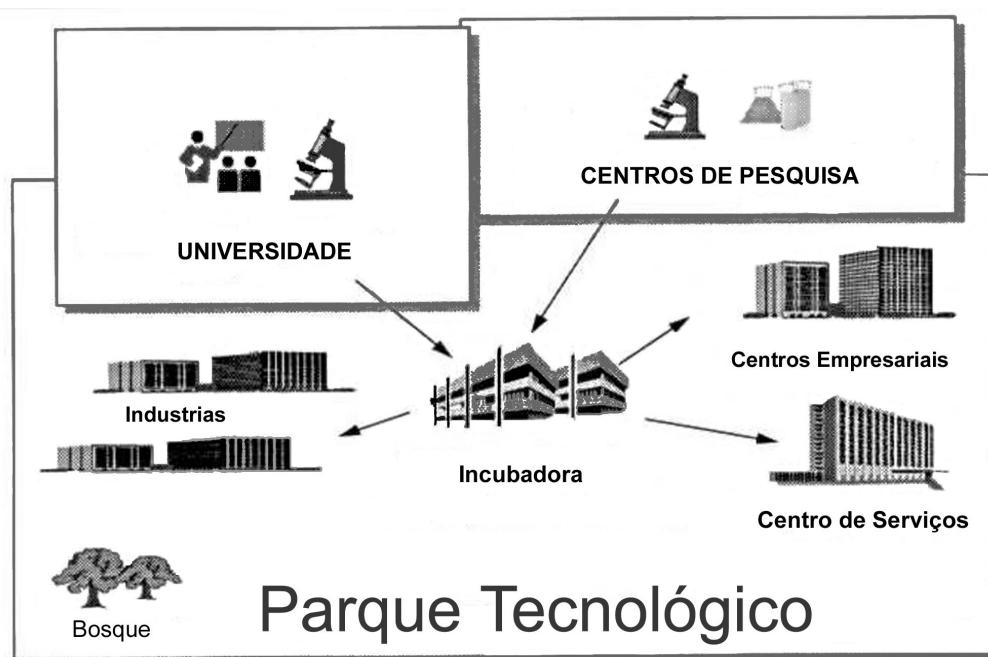 CENTROS DE PESQUISA
UNIVERSIDADE
Centros Empresariais
Industrias
Incubadora
Centro de Serviços
Bosque
Parque Tecnológico